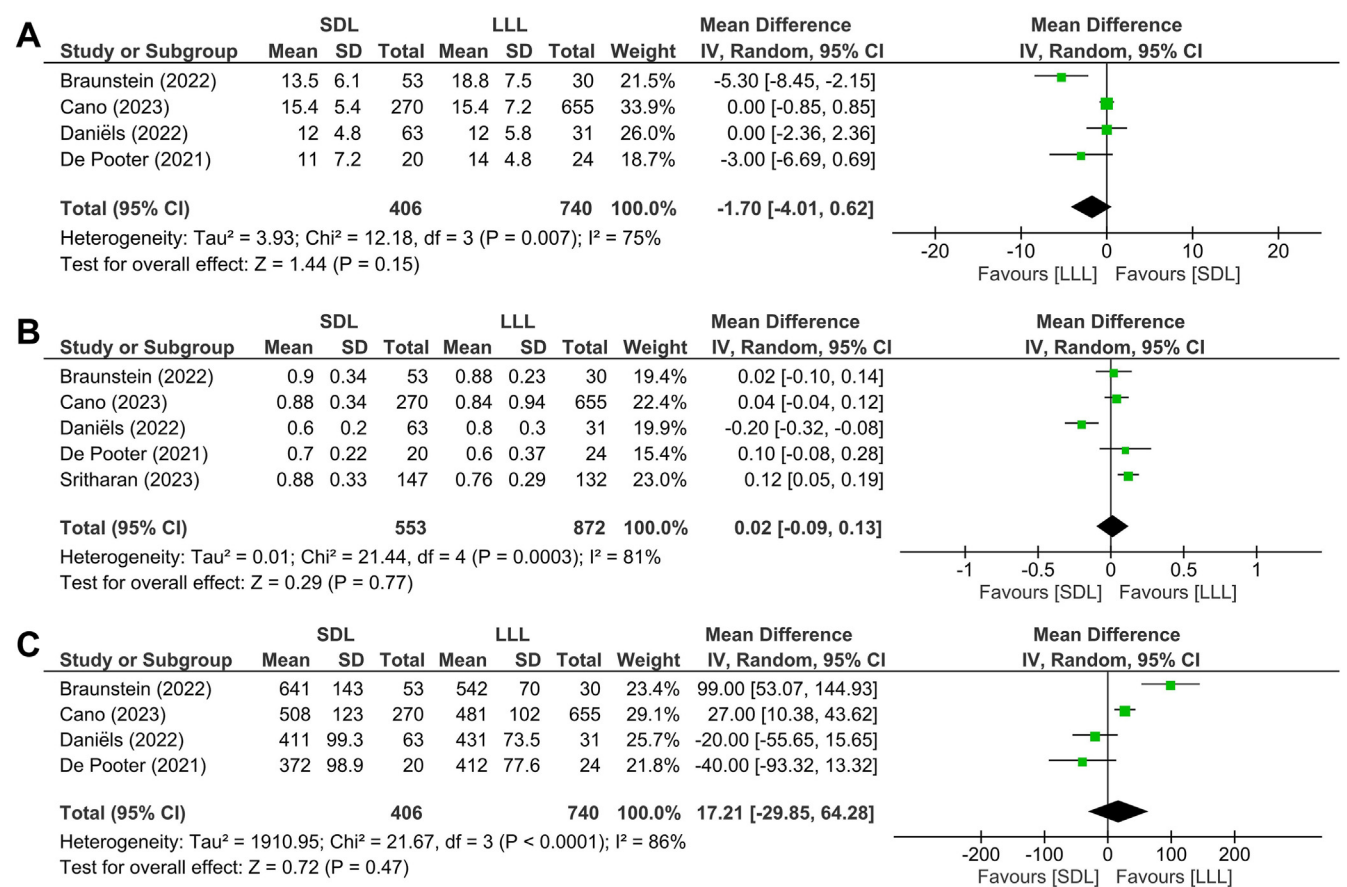 A
SDL LLL Mean Difference Mean Difference
Study or Subgroup Mean SD Total Mean SD Total Weight IV, Random, 95% CI IV, Random, 95% CI
Braunstein (2022) 13.5 6.1 53 18.8 7.5 30 21.5% -5.30 [-8.45, -2.15]
Cano (2023) 15.4 5.4 270 15.4 7.2 655 33.9% 0.00 [-0.85, 0.85]
Daniëls (2022) 12 4.8 63 12 5.8 31 26.0% 0.00 [-2.36, 2.36]
De Pooter (2021) 11 7.2 20 14 4.8 24 18.7% -3.00 [-6.69, 0.69]
Total (95% CI) 406 740 100.0% -1.70 [-4.01, 0.62]
Heterogeneity: Tau² = 3.93; Chi² = 12.18, df = 3 (P = 0.007); I² = 75%
Test for overall effect: Z = 1.44 (P = 0.15)
-20 -10 0 10 20
Favours [LLL] Favours [SDL]
B
SDL LLL Mean Difference Mean Difference
Study or Subgroup Mean SD Total Mean SD Total Weight IV, Random, 95% CI IV, Random, 95% CI
Braunstein (2022) 0.9 0.34 53 0.88 0.23 30 19.4% 0.02 [-0.10, 0.14]
Cano (2023) 0.88 0.34 270 0.84 0.94 655 22.4% 0.04 [-0.04, 0.12]
Daniëls (2022) 0.6 0.2 63 0.8 0.3 31 19.9% -0.20 [-0.32, -0.08]
De Pooter (2021) 0.7 0.22 20 0.6 0.37 24 15.4% 0.10 [-0.08, 0.28]
Sritharan (2023) 0.88 0.33 147 0.76 0.29 132 23.0% 0.12 [0.05, 0.19]
Total (95% CI) 553 872 100.0% 0.02 [-0.09, 0.13]
Heterogeneity: Tau² = 0.01; Chi² = 21.44, df = 4 (P = 0.0003); I² = 81%
Test for overall effect: Z = 0.29 (P = 0.77)
-1 -0.5 0 0.5 1
Favours [SDL] Favours [LLL]
C
SDL LLL Mean Difference Mean Difference
Study or Subgroup Mean SD Total Mean SD Total Weight IV, Random, 95% CI IV, Random, 95% CI
Braunstein (2022) 641 143 53 542 70 30 23.4% 99.00 [53.07, 144.93]
Cano (2023) 508 123 270 481 102 655 29.1% 27.00 [10.38, 43.62]
Daniëls (2022) 411 99.3 63 431 73.5 31 25.7% -20.00 [-55.65, 15.65]
De Pooter (2021) 372 98.9 20 412 77.6 24 21.8% -40.00 [-93.32, 13.32]
Total (95% CI) 406 740 100.0% 17.21 [-29.85, 64.28]
Heterogeneity: Tau² = 1910.95; Chi² = 21.67, df = 3 (P < 0.0001); I² = 86%
Test for overall effect: Z = 0.72 (P = 0.47)
-200 -100 0 100 200
Favours [SDL] Favours [LLL]